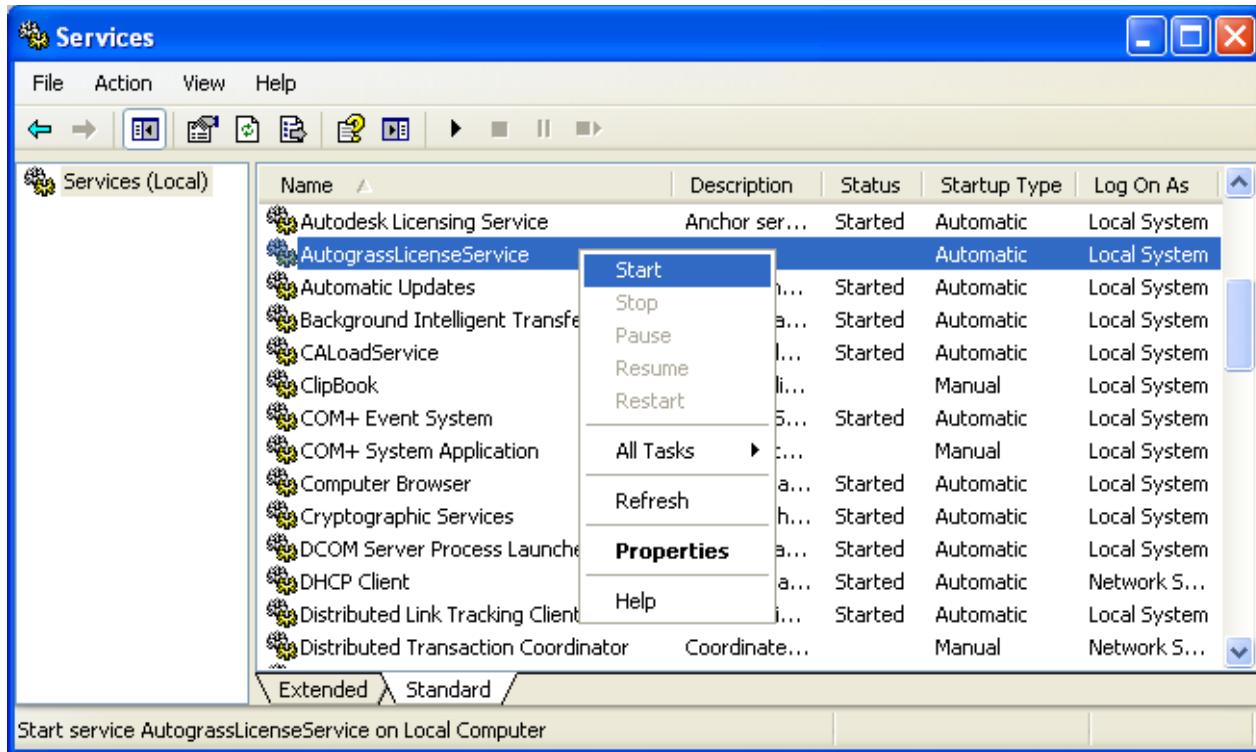 Services
File Action View Help
Services (Local)
Name Description Status Startup Type Log On As
Autodesk Licensing Service Anchor ser... Started Automatic Local System
AutograssLicenseService Automatic Local System
Automatic Updates n... Started Automatic Local System
Background Intelligent Transfe a... Started Automatic Local System
CALoadService l... Started Automatic Local System
ClipBook li... Manual Local System
COM+ Event System S... Started Automatic Local System
COM+ System Application t... Manual Local System
Computer Browser a... Started Automatic Local System
Cryptographic Services h... Started Automatic Local System
DCOM Server Process Launche a... Started Automatic Local System
DHCP Client a... Started Automatic Network S...
Distributed Link Tracking Client i... Started Automatic Local System
Distributed Transaction Coordinator Coordinate... Manual Network S...
Start
Stop
Pause
Resume
Restart
All Tasks
Refresh
Properties
Help
Extended Standard
Start service AutograssLicenseService on Local Computer